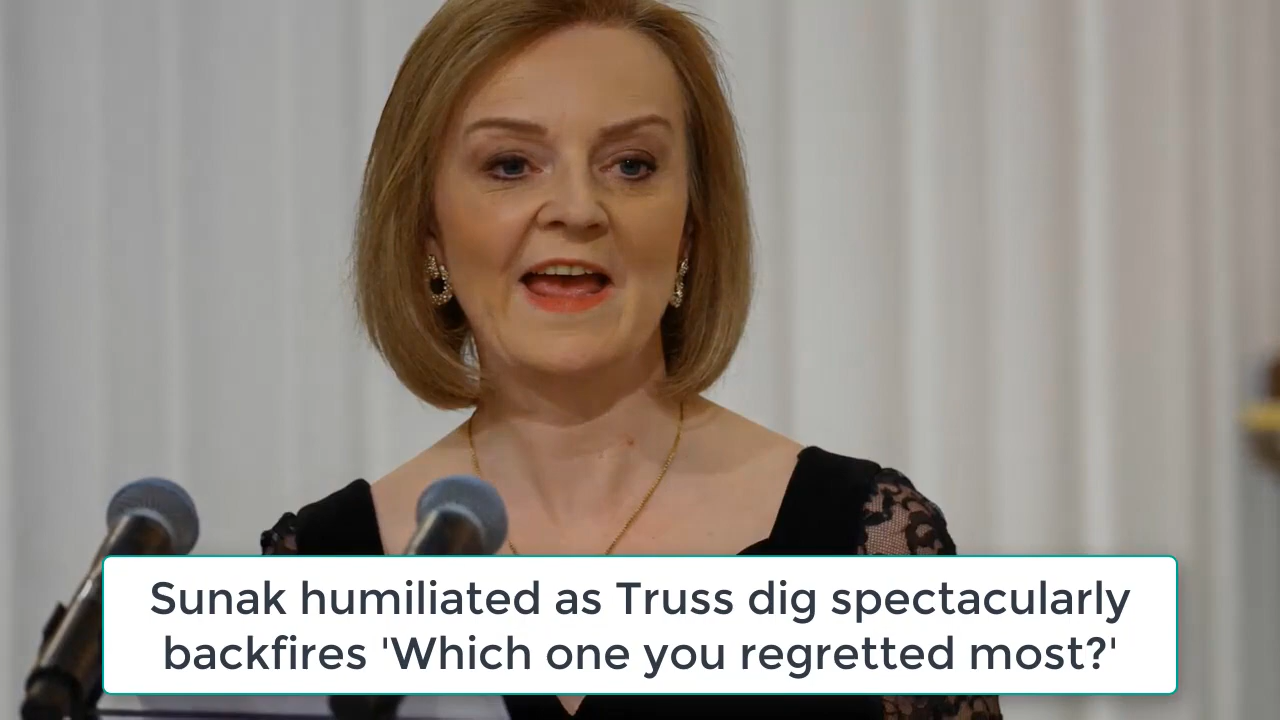 Sunak humiliated as Truss dig spectacularly
backfires 'Which one you regretted most?'